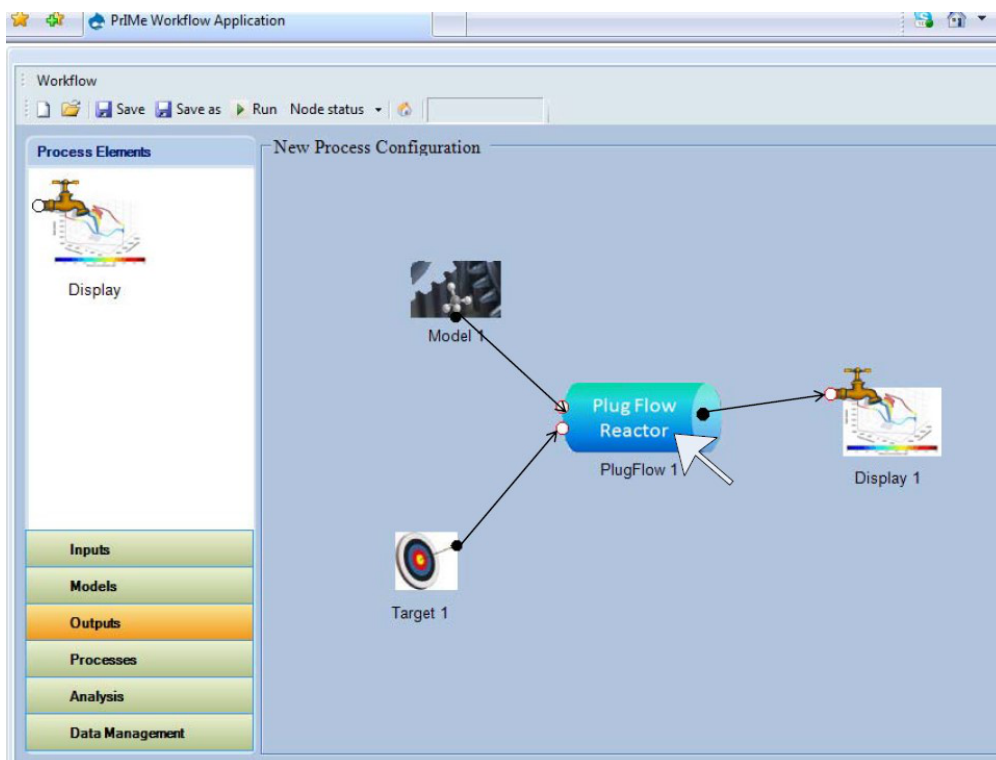 PrIMe Workflow Application
Workflow
Save Save as Run Node status
Process Elements
New Process Configuration
Display
Model 1
Plug Flow
Reactor
PlugFlow 1
Display 1
Target 1
Inputs
Models
Outputs
Processes
Analysis
Data Management